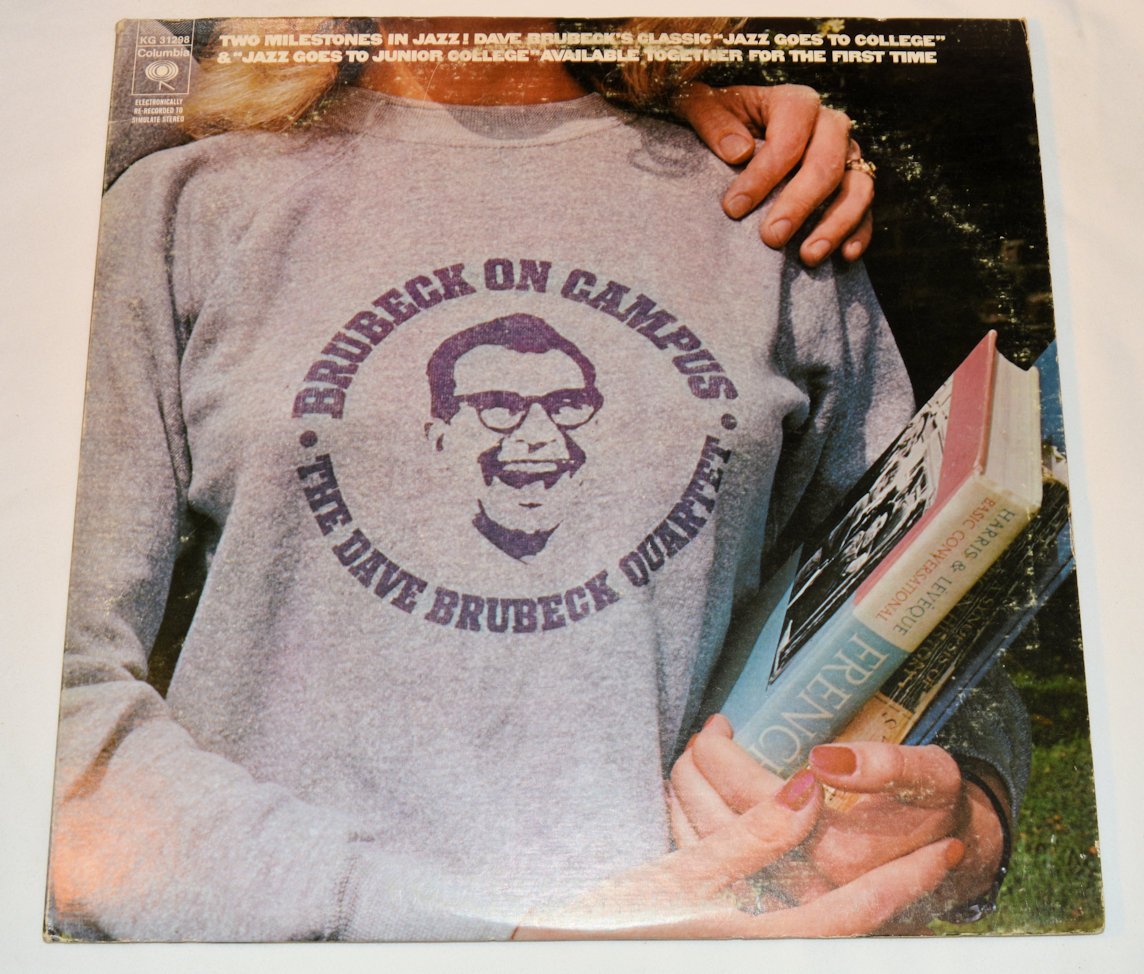 KG 31298
Columbia
ELECTRONICALLY
RE-RECORDED TO
SIMULATE STEREO
TWO MILESTONES IN JAZZ! DAVE BRUBECK'S CLASSIC "JAZZ GOES TO COLLEGE"
& "JAZZ GOES TO JUNIOR COLLEGE" AVAILABLE TOGETHER FOR THE FIRST TIME
BRUBECK ON CAMPUS
• THE DAVE BRUBECK QUARTET •
HARRIS & LEVEQUE
BASIC CONVERSATIONAL
FRENCH